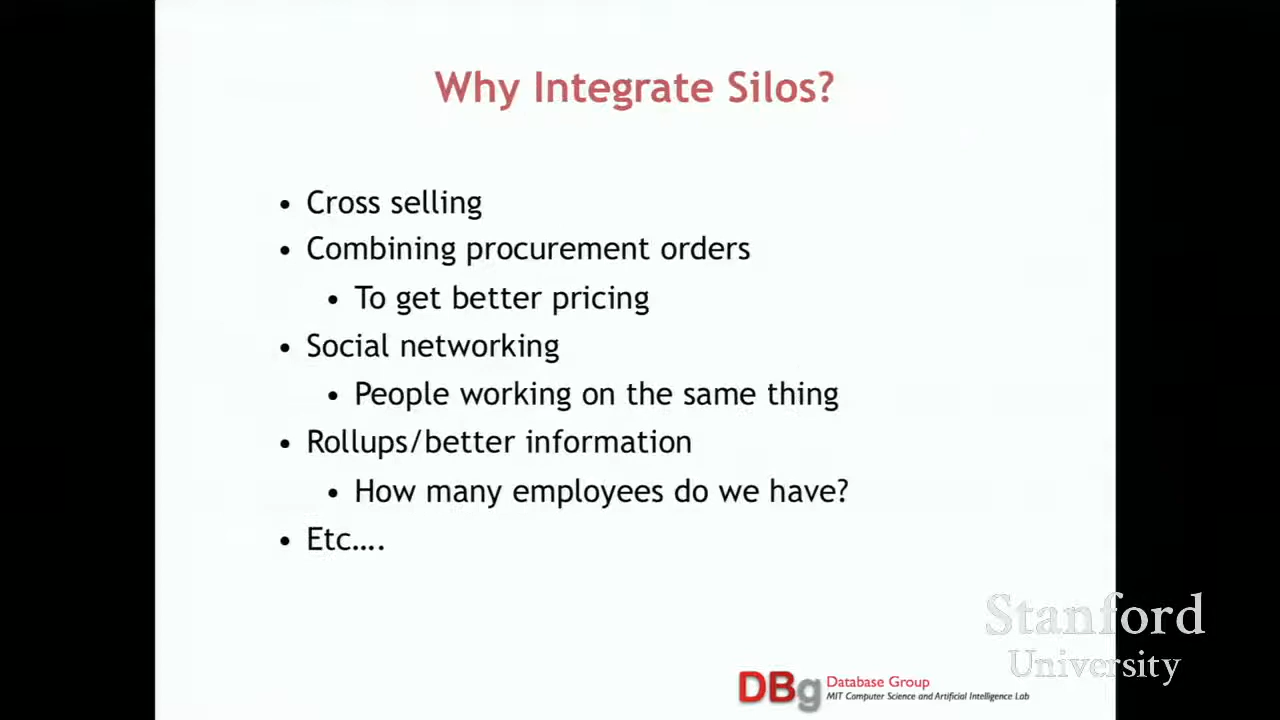 Why Integrate Silos?
• Cross selling
• Combining procurement orders
• To get better pricing
• Social networking
• People working on the same thing
• Rollups/better information
• How many employees do we have?
• Etc….
Stanford
University
DBg Database Group
MIT Computer Science and Artificial Intelligence Lab